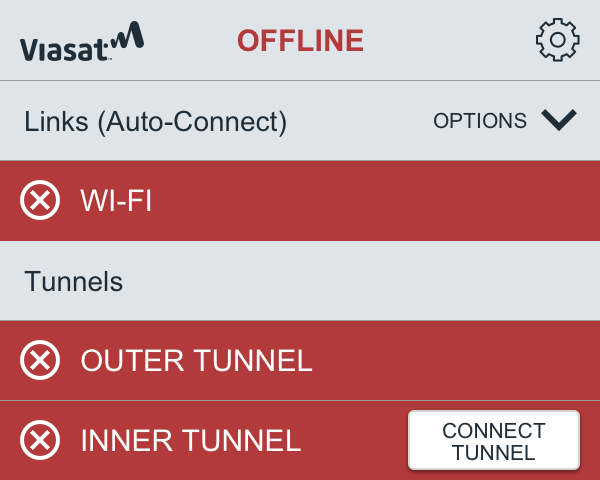 Viasat
OFFLINE
Links (Auto-Connect)
OPTIONS
WI-FI
Tunnels
OUTER TUNNEL
INNER TUNNEL
CONNECT
TUNNEL